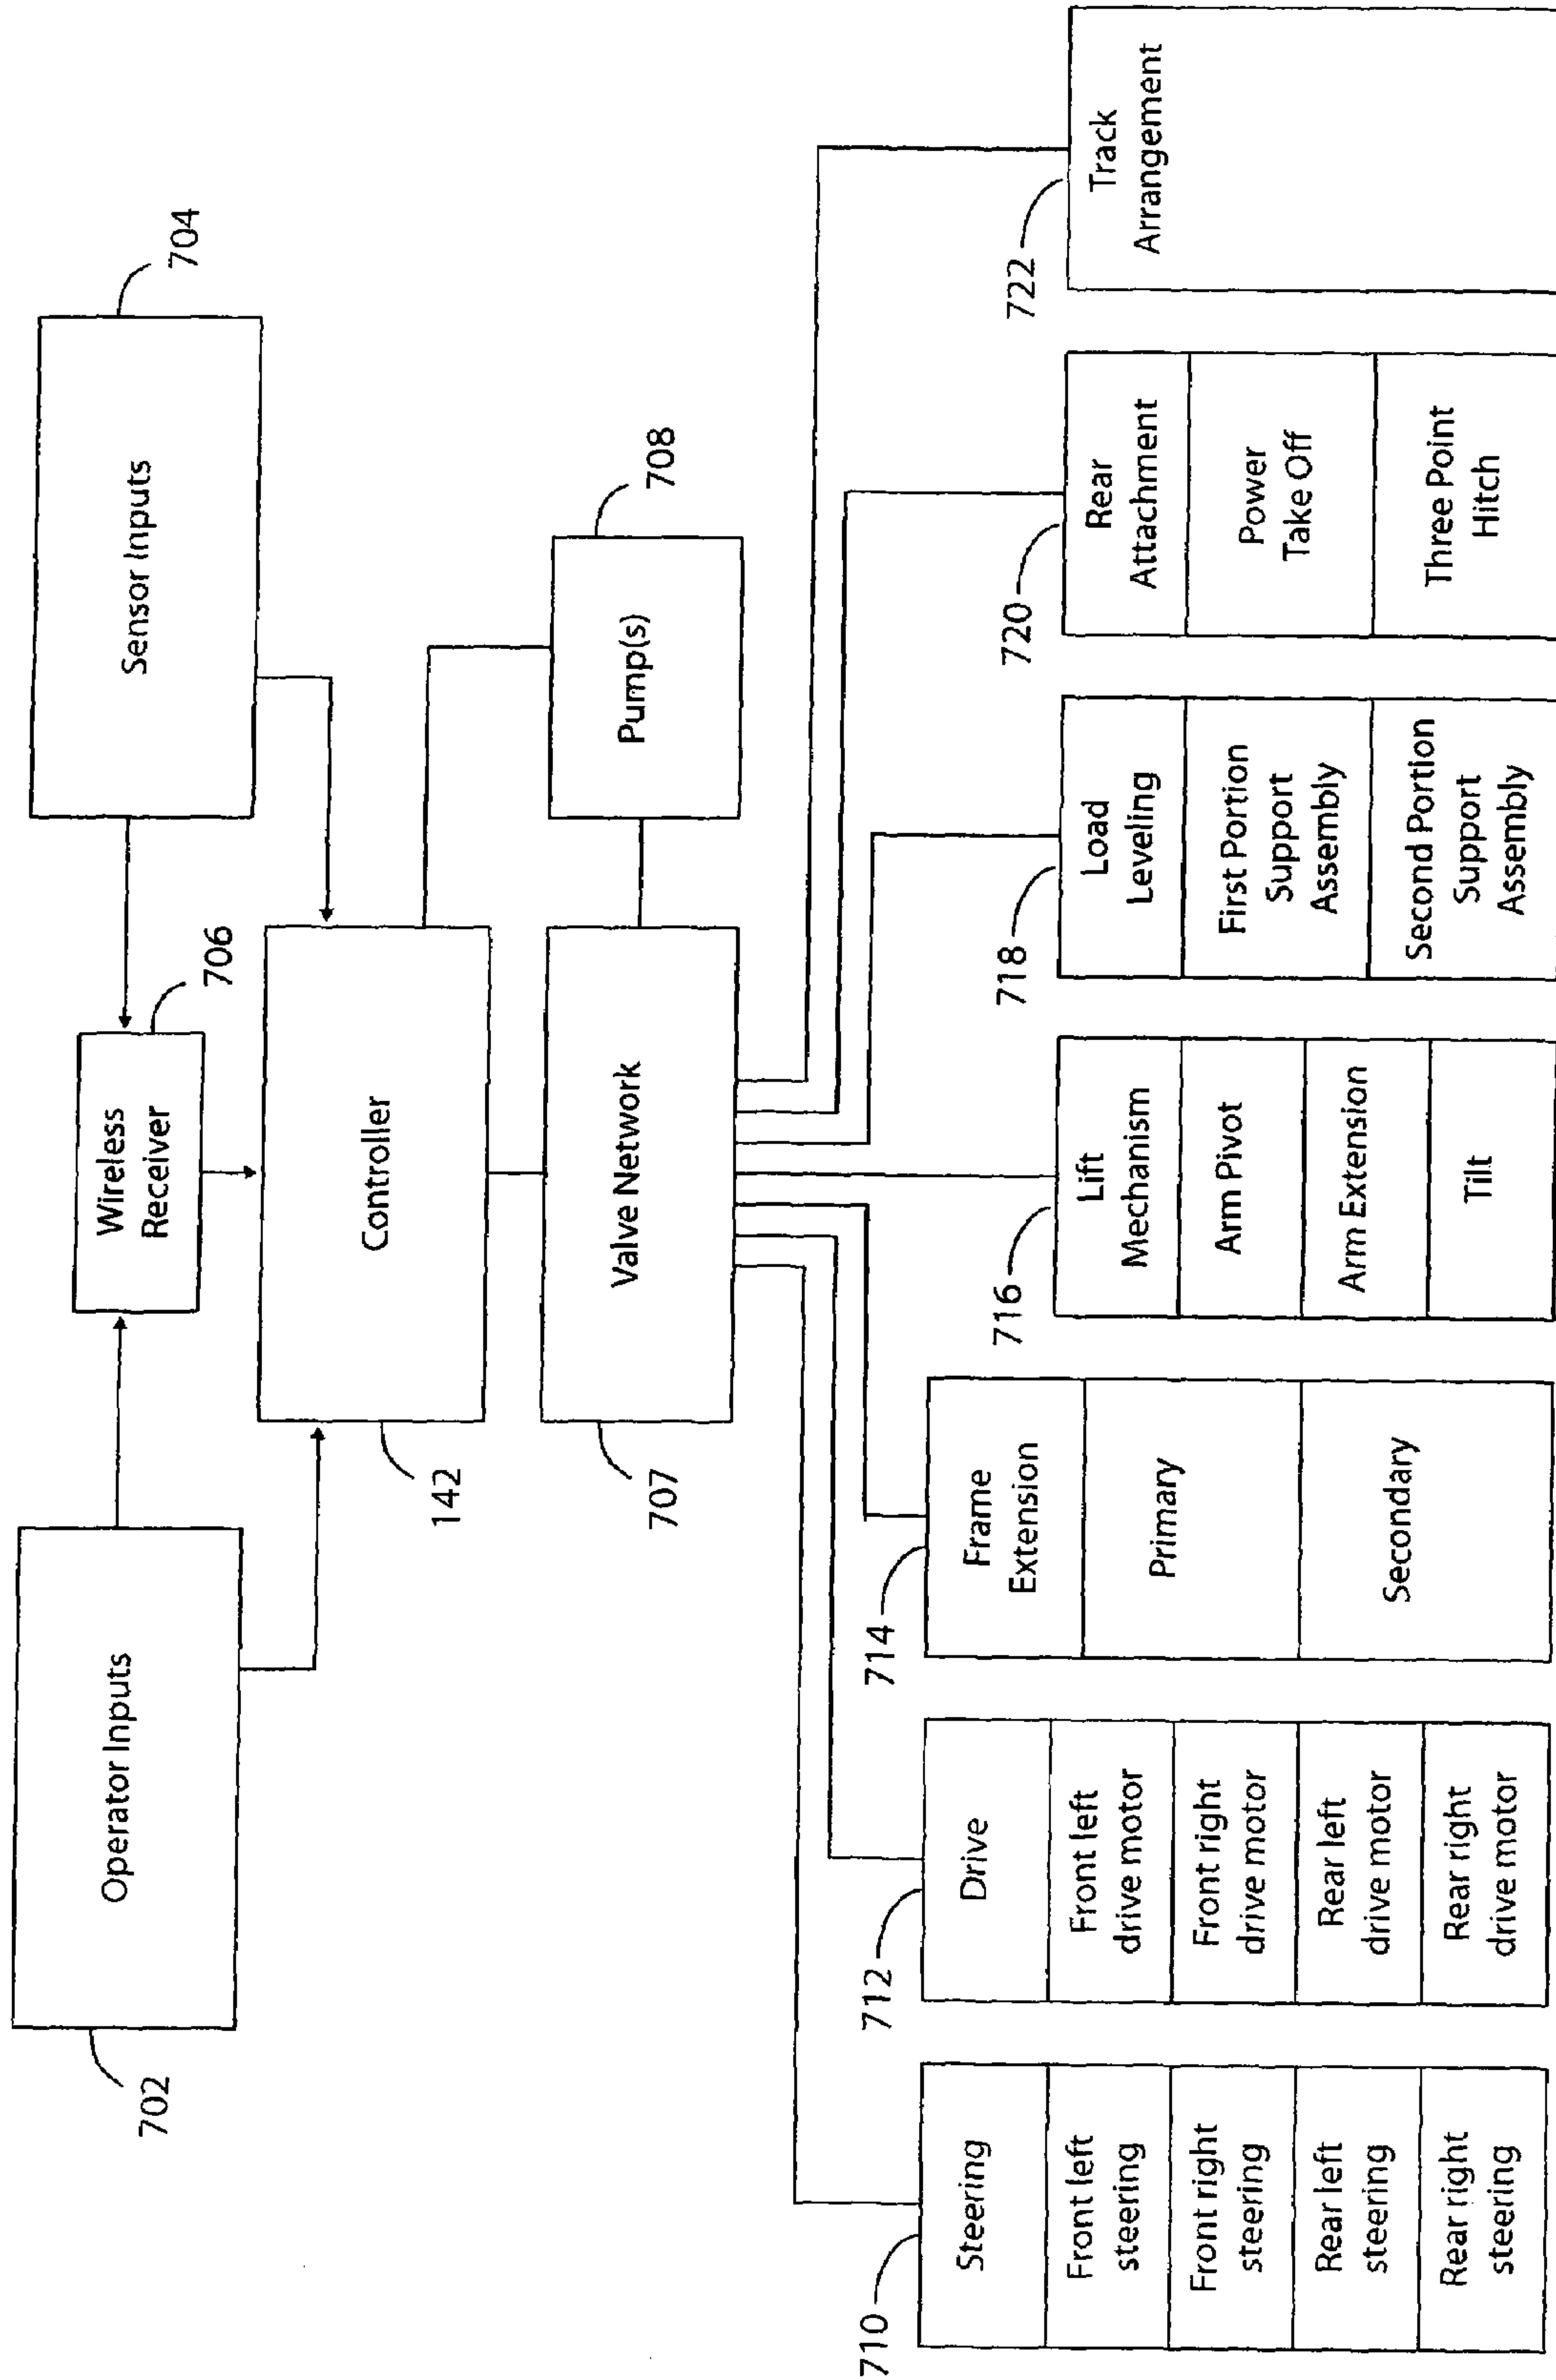 Operator Inputs
702
Sensor Inputs
704
Wireless
Receiver
706
Controller
142
Valve Network
707
Pump(s)
708
710
Steering
Front left
steering
Front right
steering
Rear left
steering
Rear right
steering
712
Drive
Front left
drive motor
Front right
drive motor
Rear left
drive motor
Rear right
drive motor
714
Frame
Extension
Primary
Secondary
716
Lift
Mechanism
Arm Pivot
Arm Extension
Tilt
718
Load
Leveling
First Portion
Support
Assembly
Second Portion
Support
Assembly
720
Rear
Attachment
Power
Take Off
Three Point
Hitch
722
Track
Arrangement